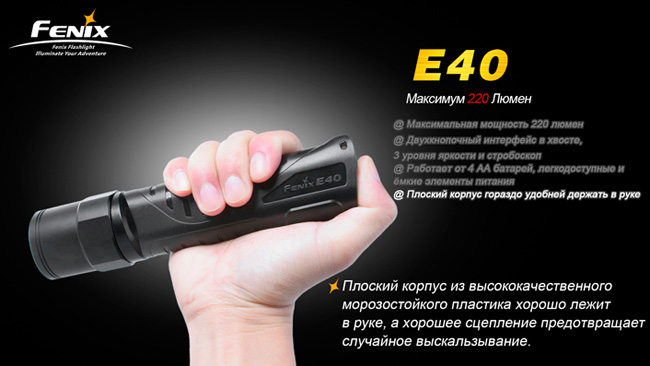 FENIX
Fenix Flashlight
Illuminate Your Adventure
E40
Максимум 220 Люмен
@ Максимальная мощность 220 люмен
@ Двухкнопочный интерфейс в хвосте,
3 уровня яркости и стробоскоп
@ Работает от 4 АА батарей, легкодоступные и
ёмкие элементы питания
@ Плоский корпус гораздо удобней держать в руке
FENIX E40
Плоский корпус из высококачественного
морозостойкого пластика хорошо лежит
в руке, а хорошее сцепление предотвращает
случайное выскальзывание.